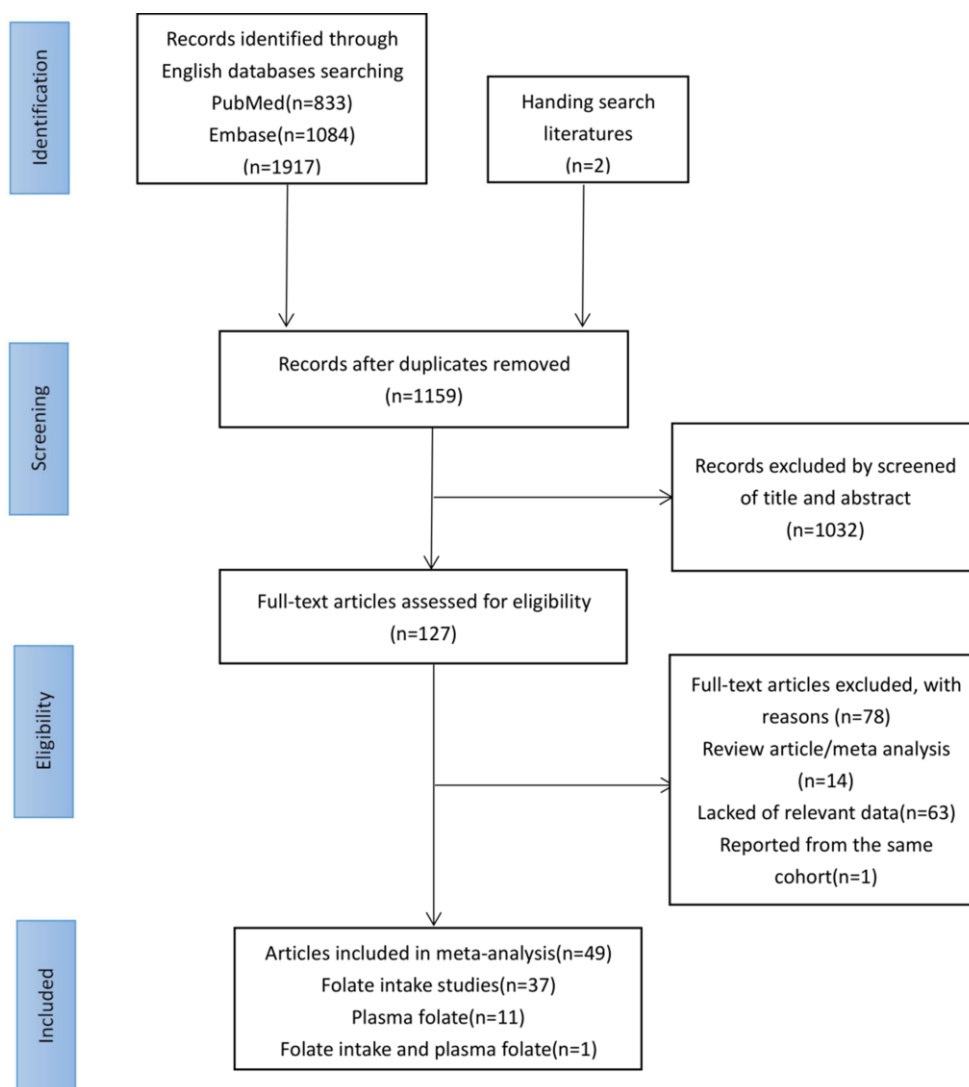 Identification
Records identified through
English databases searching
PubMed(n=833)
Embase(n=1084)
(n=1917)
Handing search
literatures
(n=2)
Screening
Records after duplicates removed
(n=1159)
Records excluded by screened
of title and abstract
(n=1032)
Full-text articles assessed for eligibility
(n=127)
Eligibility
Full-text articles excluded, with
reasons (n=78)
Review article/meta analysis
(n=14)
Lacked of relevant data(n=63)
Reported from the same
cohort(n=1)
Included
Articles included in meta-analysis(n=49)
Folate intake studies(n=37)
Plasma folate(n=11)
Folate intake and plasma folate(n=1)